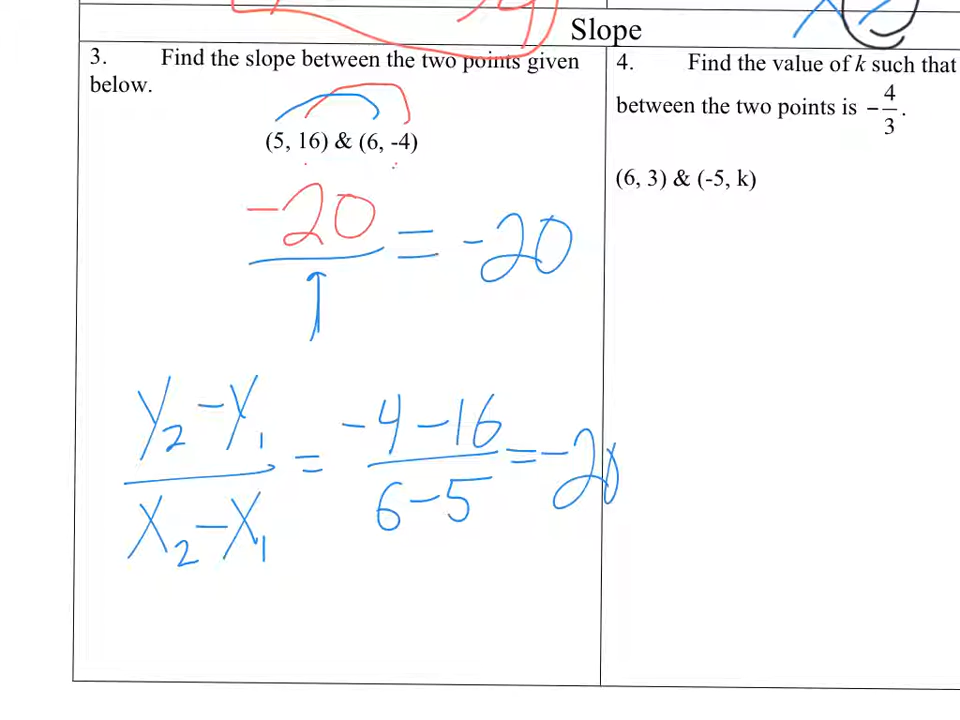 Slope
3. Find the slope between the two points given
below.
(5, 16) & (6, -4)
-20 / 1 = -20
y₂ - y₁ / x₂ - x₁ = -4 - 16 / 6 - 5 = -20
4. Find the value of k such that
between the two points is -4/3.
(6, 3) & (-5, k)